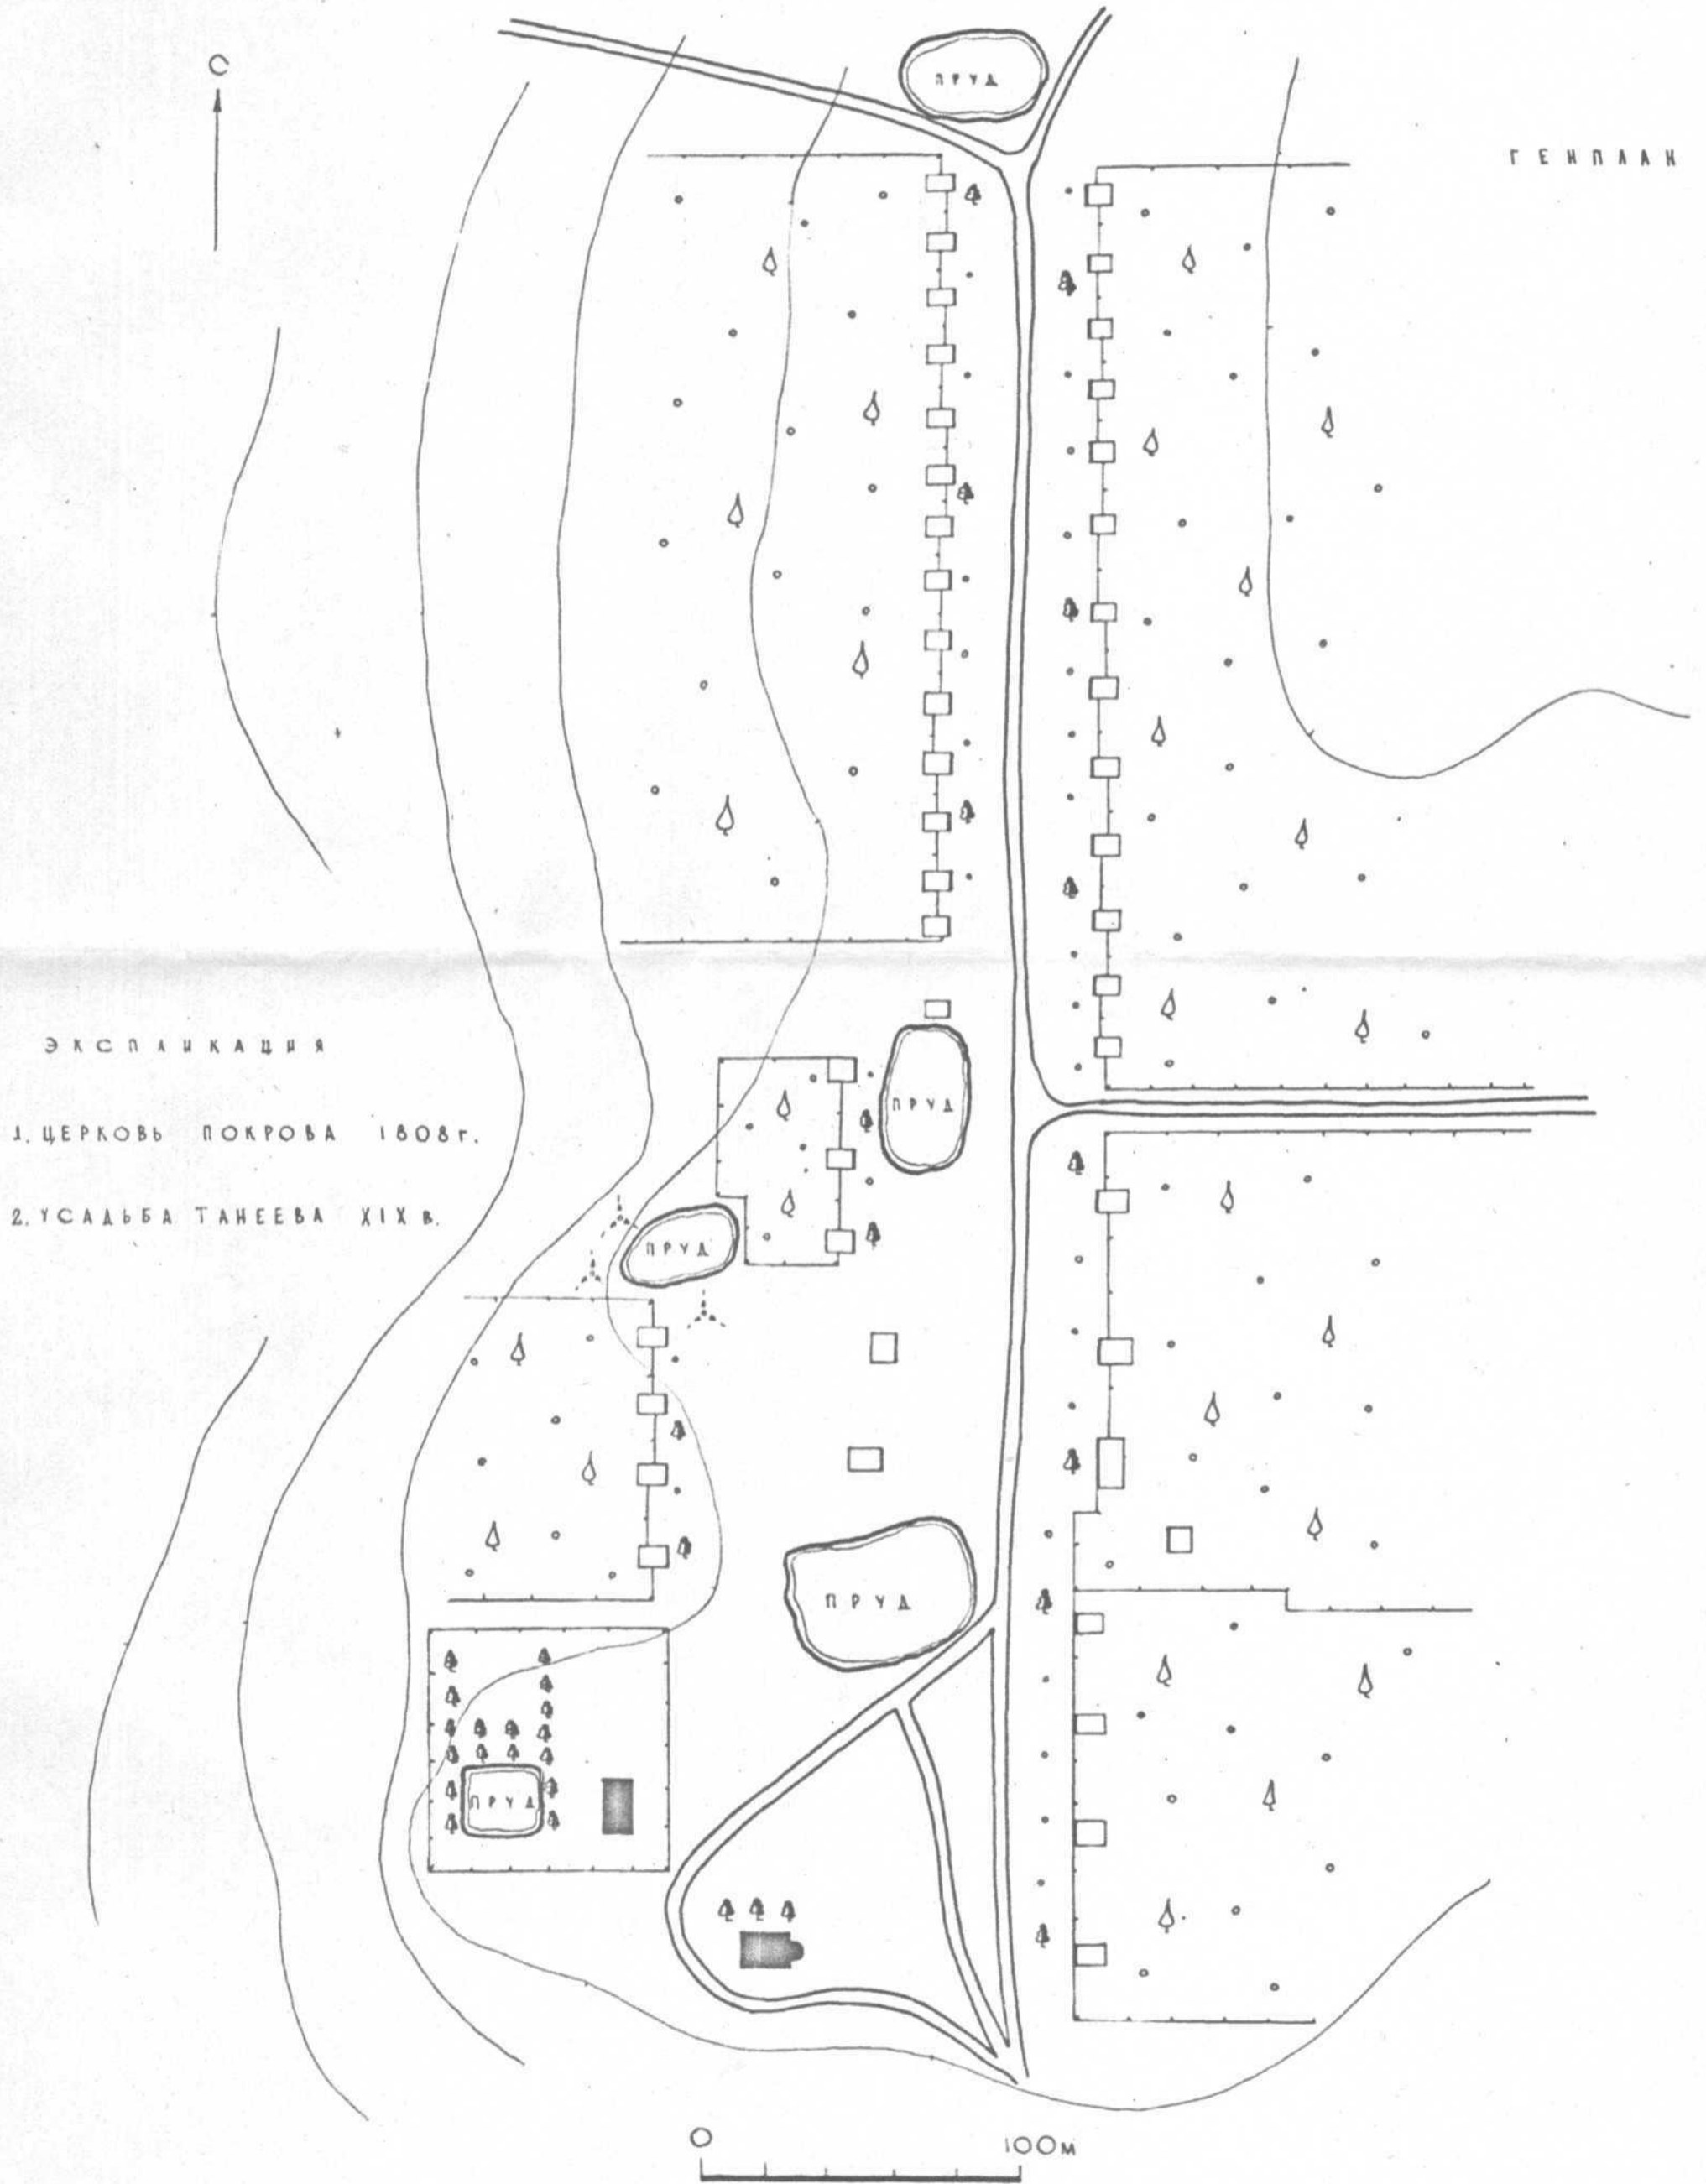 С
ПРУД
ГЕНПЛАН
ЭКСПЛИКАЦИЯ
1. ЦЕРКОВЬ ПОКРОВА 1808г.
2. УСАДЬБА ТАНЕЕВА XIX в.
ПРУД
ПРУД
ПРУД
ПРУД
0 100м